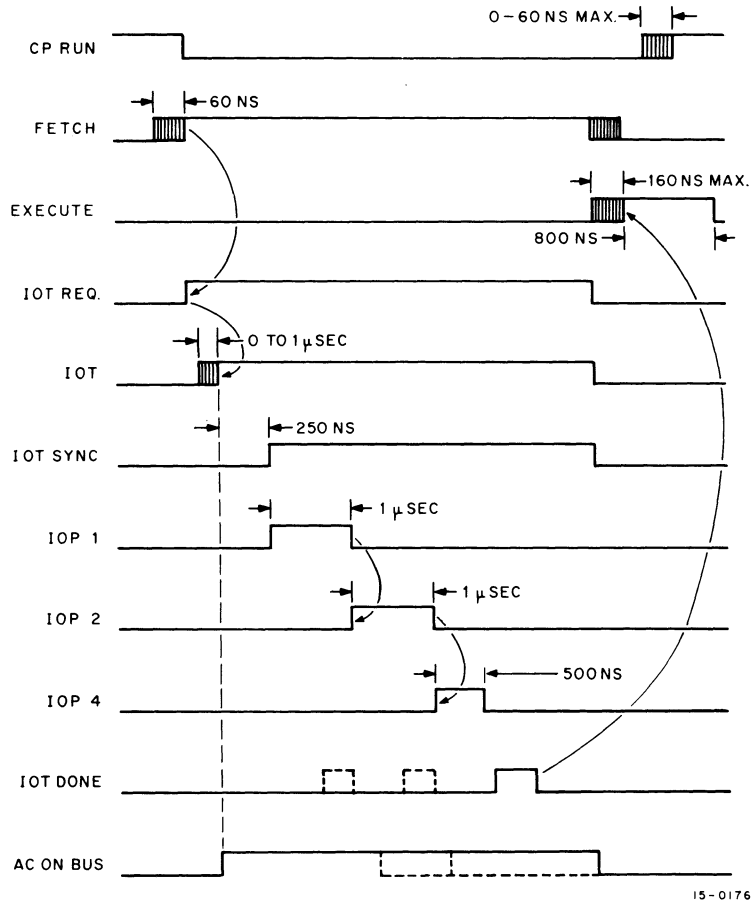 0-60 NS MAX.
CP RUN
60 NS
FETCH
160 NS MAX.
EXECUTE
800 NS
IOT REQ.
0 TO 1 μSEC
IOT
250 NS
IOT SYNC
1 μSEC
IOP 1
1 μSEC
IOP 2
500 NS
IOP 4
IOT DONE
AC ON BUS
15-0176